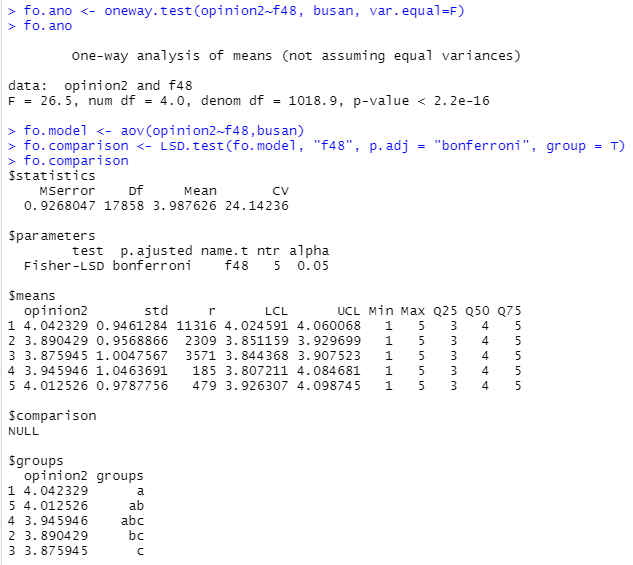 > fo.ano <- oneway.test(opinion2~f48, busan, var.equal=F)
> fo.ano
One-way analysis of means (not assuming equal variances)
data:  opinion2 and f48
F = 26.5, num df = 4.0, denom df = 1018.9, p-value < 2.2e-16
> fo.model <- aov(opinion2~f48,busan)
> fo.comparison <- LSD.test(fo.model, "f48", p.adj = "bonferroni", group = T)
> fo.comparison
$statistics
    MSerror    Df     Mean       CV
  0.9268047 17858 3.987626 24.14236
$parameters
        test  p.ajusted name.t ntr alpha
  Fisher-LSD bonferroni    f48   5  0.05
$means
  opinion2       std     r      LCL      UCL Min Max Q25 Q50 Q75
1 4.042329 0.9461284 11316 4.024591 4.060068   1   5   3   4   5
2 3.890429 0.9568866  2309 3.851159 3.929699   1   5   3   4   5
3 3.875945 1.0047567  3571 3.844368 3.907523   1   5   3   4   5
4 3.945946 1.0463691   185 3.807211 4.084681   1   5   3   4   5
5 4.012526 0.9787756   479 3.926307 4.098745   1   5   3   4   5
$comparison
NULL
$groups
  opinion2 groups
1 4.042329      a
5 4.012526     ab
4 3.945946    abc
2 3.890429     bc
3 3.875945      c